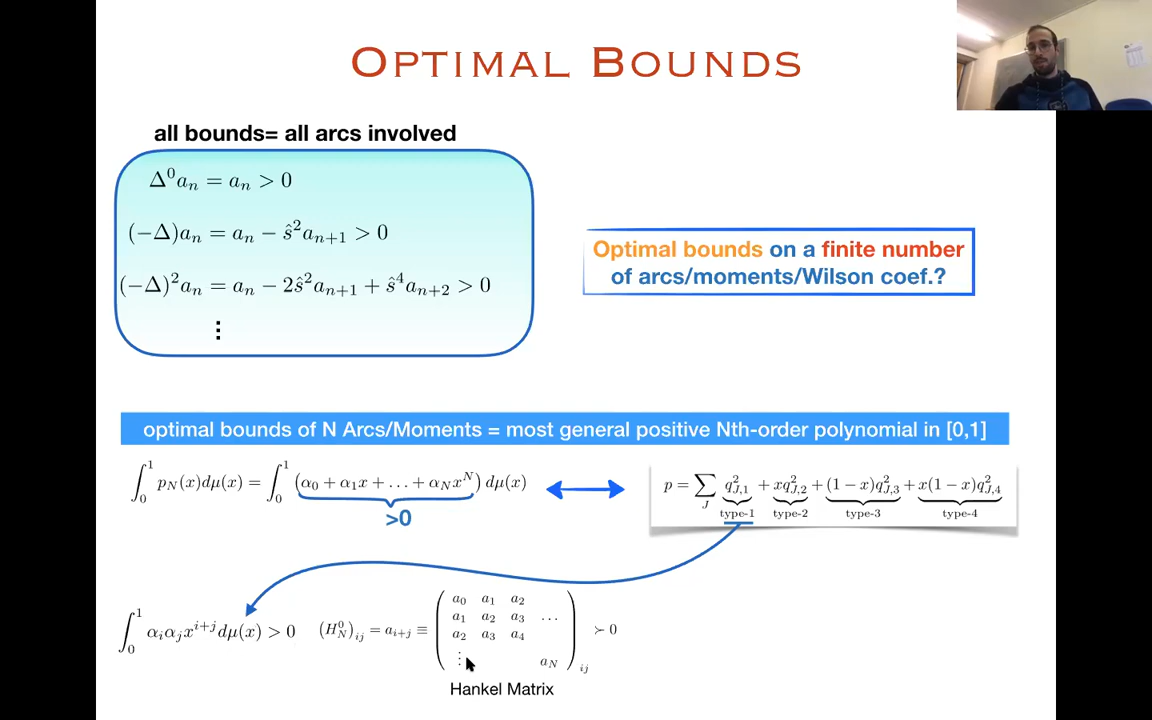 OPTIMAL BOUNDS
all bounds= all arcs involved
Δ⁰aₙ = aₙ > 0
(−Δ)aₙ = aₙ − ŝ²aₙ₊₁ > 0
(−Δ)²aₙ = aₙ − 2ŝ²aₙ₊₁ + ŝ⁴aₙ₊₂ > 0
⋮
Optimal bounds on a finite number
of arcs/moments/Wilson coef.?
optimal bounds of N Arcs/Moments = most general positive Nth-order polynomial in [0,1]
∫₀¹ p_N(x)dμ(x) = ∫₀¹ (α₀ + α₁x + … + α_N x^N) dμ(x)
>0
p = ∑_J q²_{J,1} + xq²_{J,2} + (1 − x)q²_{J,3} + x(1 − x)q²_{J,4}
type-1 type-2 type-3 type-4
∫₀¹ αᵢαⱼx^{i+j}dμ(x) > 0
(H⁰_N)_{ij} = a_{i+j} ≡
a₀ a₁ a₂
a₁ a₂ a₃ …
a₂ a₃ a₄
⋮ a_N
ij
≻ 0
Hankel Matrix